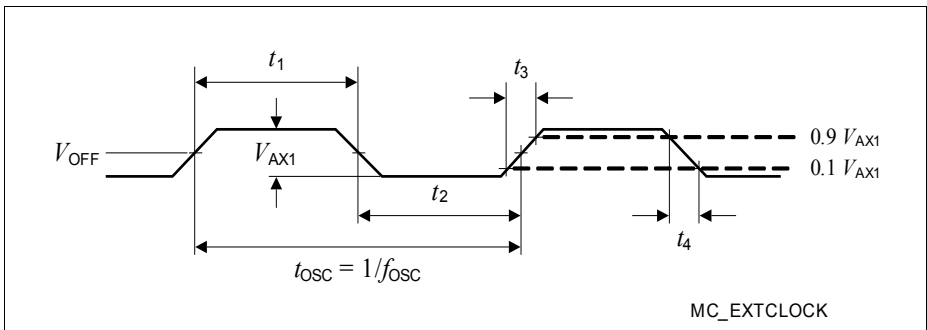 t1
t3
VOFF
VAX1
0.9 VAX1
0.1 VAX1
t2
t4
tOSC = 1/fOSC
MC_EXTCLOCK